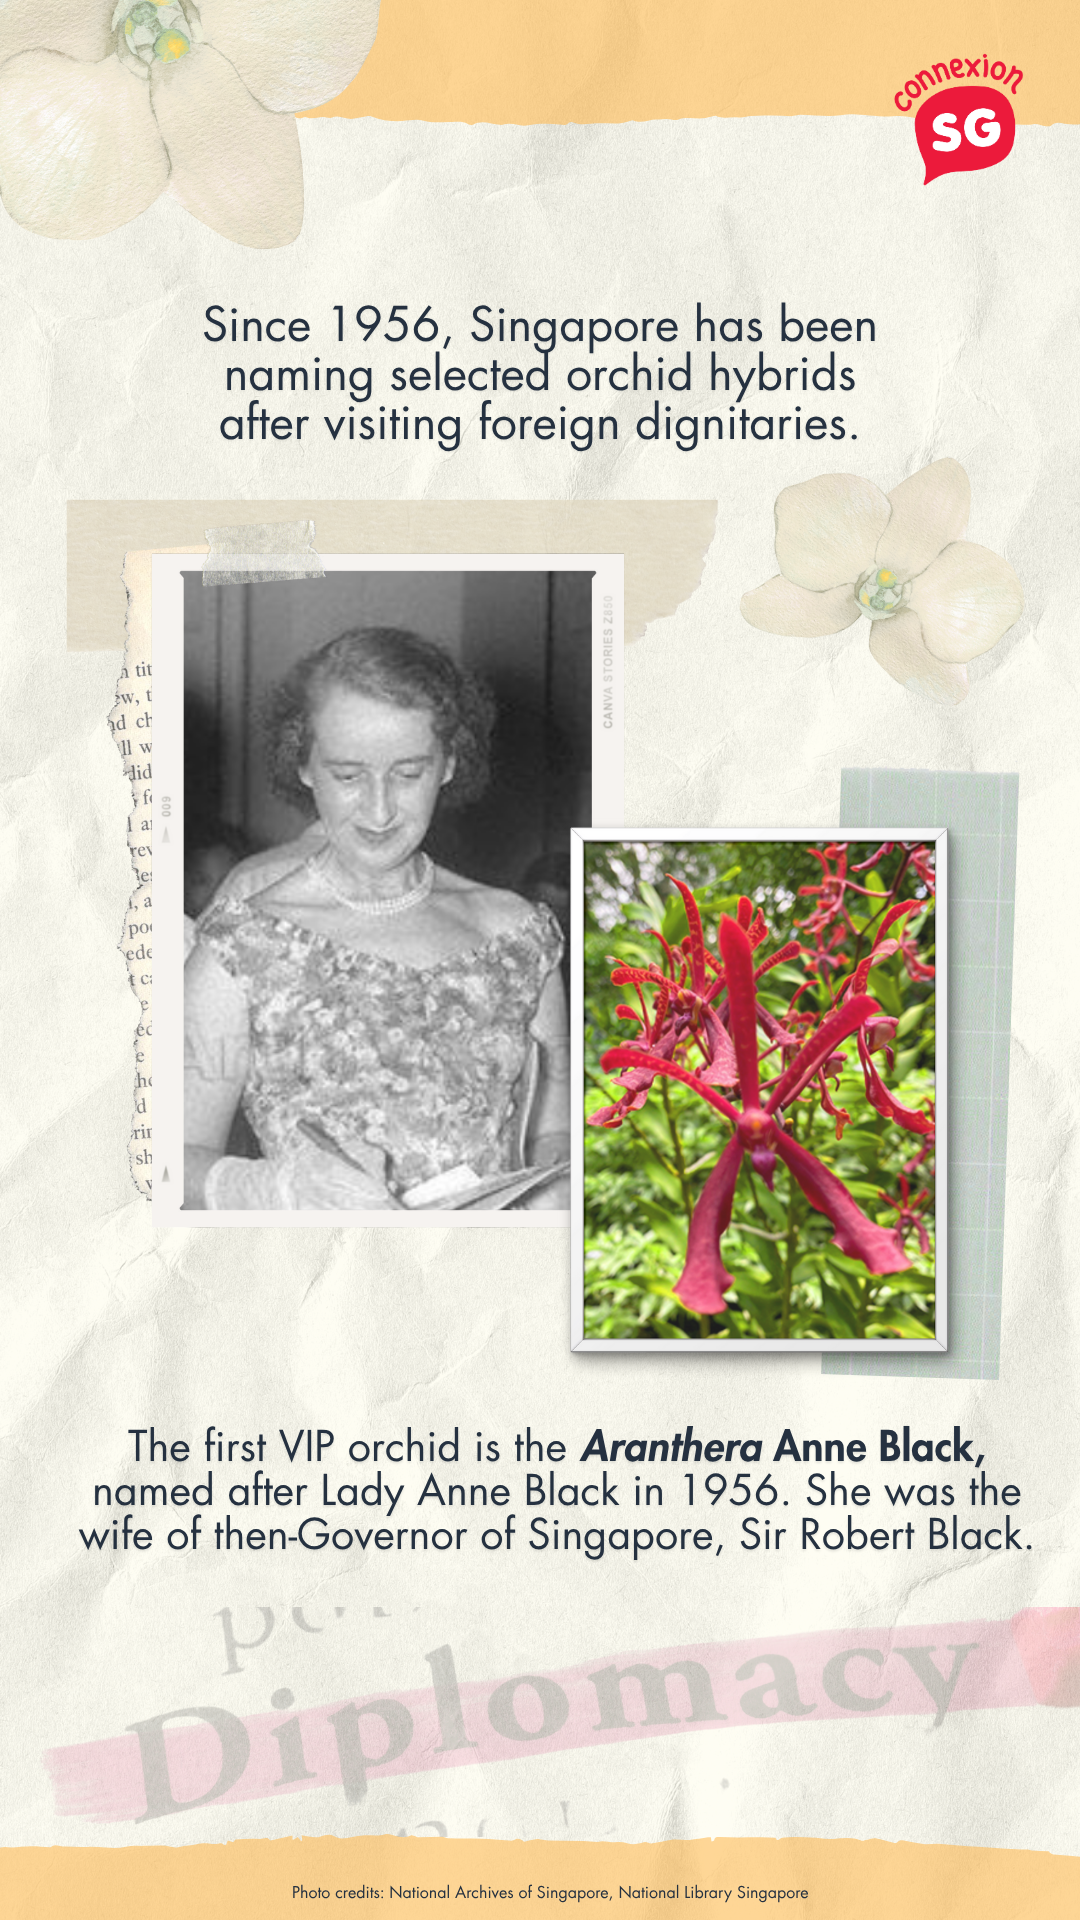 connexion
SG
Since 1956, Singapore has been
naming selected orchid hybrids
after visiting foreign dignitaries.
CANVA STORIES Z850
009
The first VIP orchid is the Aranthera Anne Black,
named after Lady Anne Black in 1956. She was the
wife of then-Governor of Singapore, Sir Robert Black.
Diplomacy
Photo credits: National Archives of Singapore, National Library Singapore